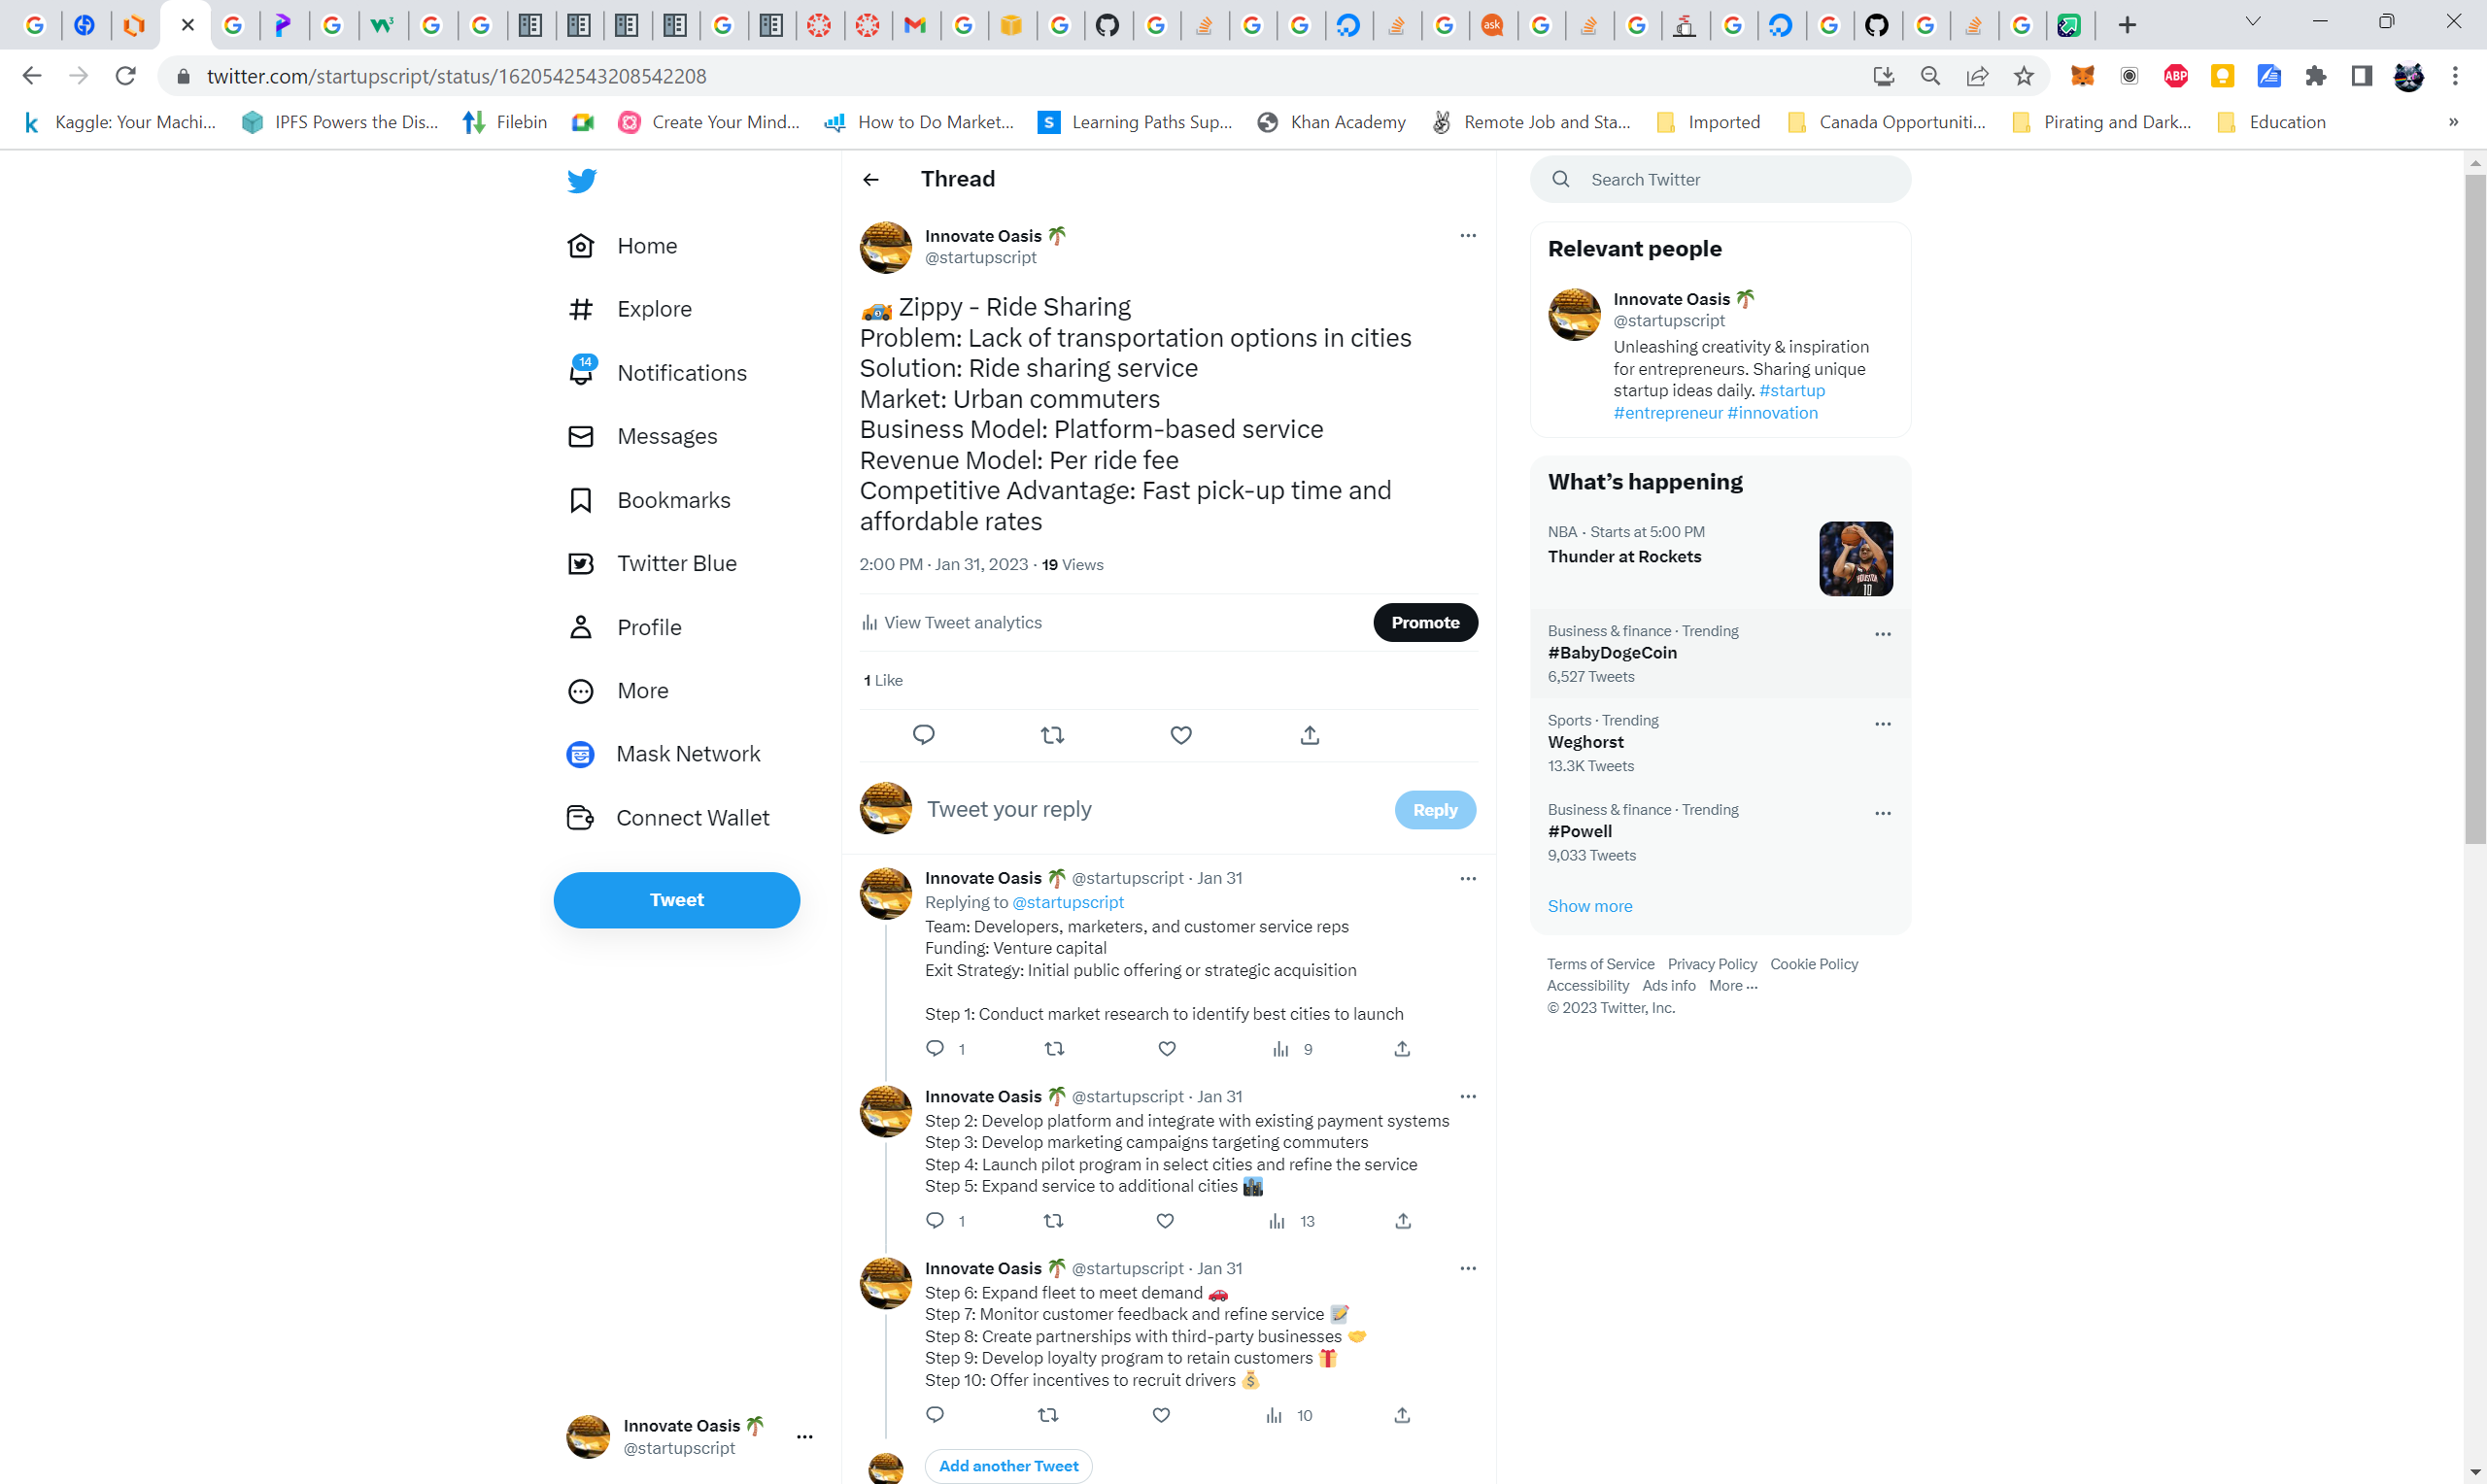 twitter.com/startupscript/status/1620542543208542208
ABP
ask
Kaggle: Your Machi...
IPFS Powers the Dis...
Filebin
Create Your Mind...
How to Do Market...
Learning Paths Sup...
Khan Academy
Remote Job and Sta...
Imported
Canada Opportuniti...
Pirating and Dark...
Education
»
Home
Explore
14
Notifications
Messages
Bookmarks
Twitter Blue
Profile
More
Mask Network
Connect Wallet
Tweet
Innovate Oasis 🌴
@startupscript
Thread
Innovate Oasis 🌴
@startupscript
🏎️ Zippy - Ride Sharing
Problem: Lack of transportation options in cities
Solution: Ride sharing service
Market: Urban commuters
Business Model: Platform-based service
Revenue Model: Per ride fee
Competitive Advantage: Fast pick-up time and
affordable rates
2:00 PM · Jan 31, 2023 · 19 Views
View Tweet analytics
Promote
1 Like
Tweet your reply
Reply
Innovate Oasis 🌴 @startupscript · Jan 31
Replying to @startupscript
Team: Developers, marketers, and customer service reps
Funding: Venture capital
Exit Strategy: Initial public offering or strategic acquisition
Step 1: Conduct market research to identify best cities to launch
1 9
Innovate Oasis 🌴 @startupscript · Jan 31
Step 2: Develop platform and integrate with existing payment systems
Step 3: Develop marketing campaigns targeting commuters
Step 4: Launch pilot program in select cities and refine the service
Step 5: Expand service to additional cities 🏙️
1 13
Innovate Oasis 🌴 @startupscript · Jan 31
Step 6: Expand fleet to meet demand 🚗
Step 7: Monitor customer feedback and refine service 📝
Step 8: Create partnerships with third-party businesses 🤝
Step 9: Develop loyalty program to retain customers 🎁
Step 10: Offer incentives to recruit drivers 💰
10
Add another Tweet
Search Twitter
Relevant people
Innovate Oasis 🌴
@startupscript
Unleashing creativity & inspiration
for entrepreneurs. Sharing unique
startup ideas daily. #startup
#entrepreneur #innovation
What's happening
NBA · Starts at 5:00 PM
Thunder at Rockets
Business & finance · Trending
#BabyDogeCoin
6,527 Tweets
Sports · Trending
Weghorst
13.3K Tweets
Business & finance · Trending
#Powell
9,033 Tweets
Show more
Terms of Service Privacy Policy Cookie Policy
Accessibility Ads info More ···
© 2023 Twitter, Inc.